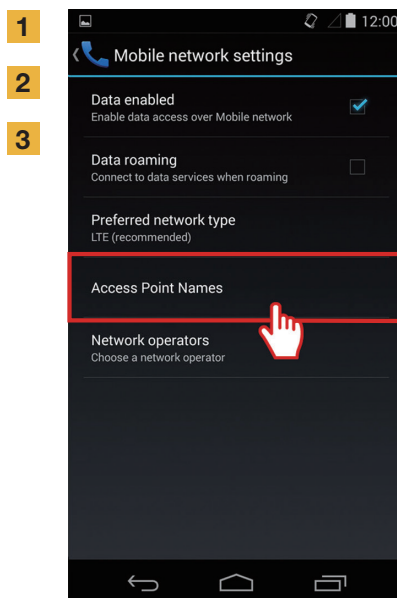 1
2
3
12:00
Mobile network settings
Data enabled
Enable data access over Mobile network
Data roaming
Connect to data services when roaming
Preferred network type
LTE (recommended)
Access Point Names
Network operators
Choose a network operator